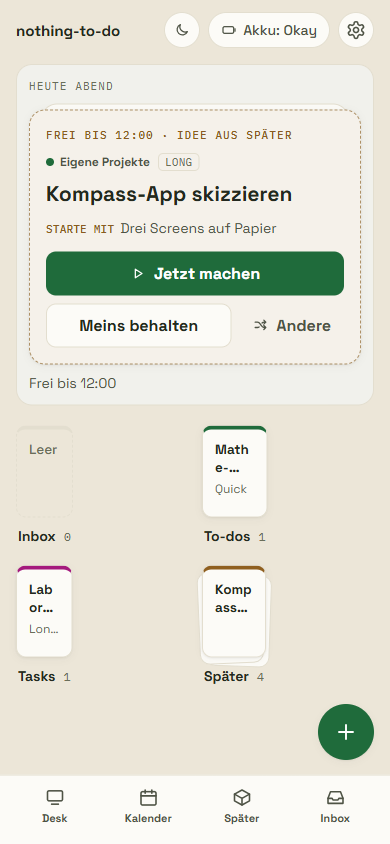 nothing-to-do
Akku: Okay
HEUTE ABEND
FREI BIS 12:00 · IDEE AUS SPÄTER
Eigene Projekte LONG
Kompass-App skizzieren
STARTE MIT Drei Screens auf Papier
Jetzt machen
Meins behalten
Andere
Frei bis 12:00
Leer
Inbox 0
Math
e-…
Quick
To-dos 1
Lab
or…
Lon…
Tasks 1
Komp
ass…
Später 4
Desk
Kalender
Später
Inbox